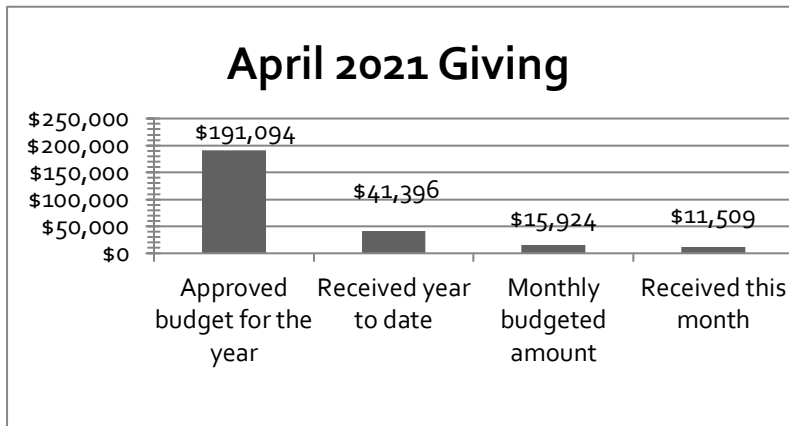 April 2021 Giving
$250,000
$200,000
$150,000
$100,000
$50,000
$0
$191,094
$41,396
$15,924
$11,509
Approved
budget for the
year
Received year
to date
Monthly
budgeted
amount
Received this
month